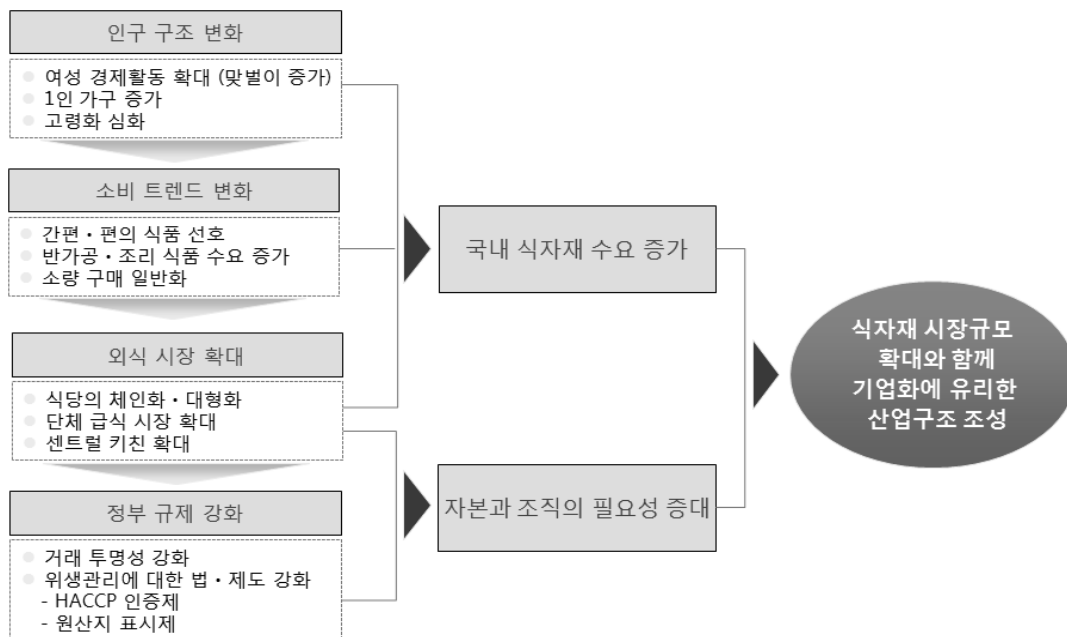 인구 구조 변화
여성 경제활동 확대 (맞벌이 증가)
1인 가구 증가
고령화 심화
소비 트렌드 변화
간편・편의 식품 선호
반가공・조리 식품 수요 증가
소량 구매 일반화
외식 시장 확대
식당의 체인화・대형화
단체 급식 시장 확대
센트럴 키친 확대
정부 규제 강화
거래 투명성 강화
위생관리에 대한 법・제도 강화
- HACCP 인증제
- 원산지 표시제
국내 식자재 수요 증가
자본과 조직의 필요성 증대
식자재 시장규모
확대와 함께
기업화에 유리한
산업구조 조성